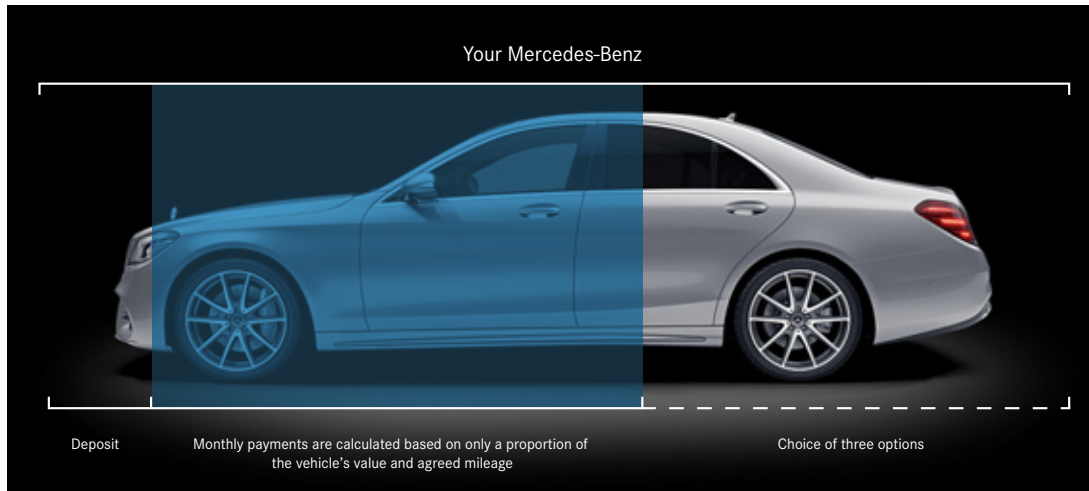 Your Mercedes-Benz
Deposit
Monthly payments are calculated based on only a proportion of
the vehicle's value and agreed mileage
Choice of three options